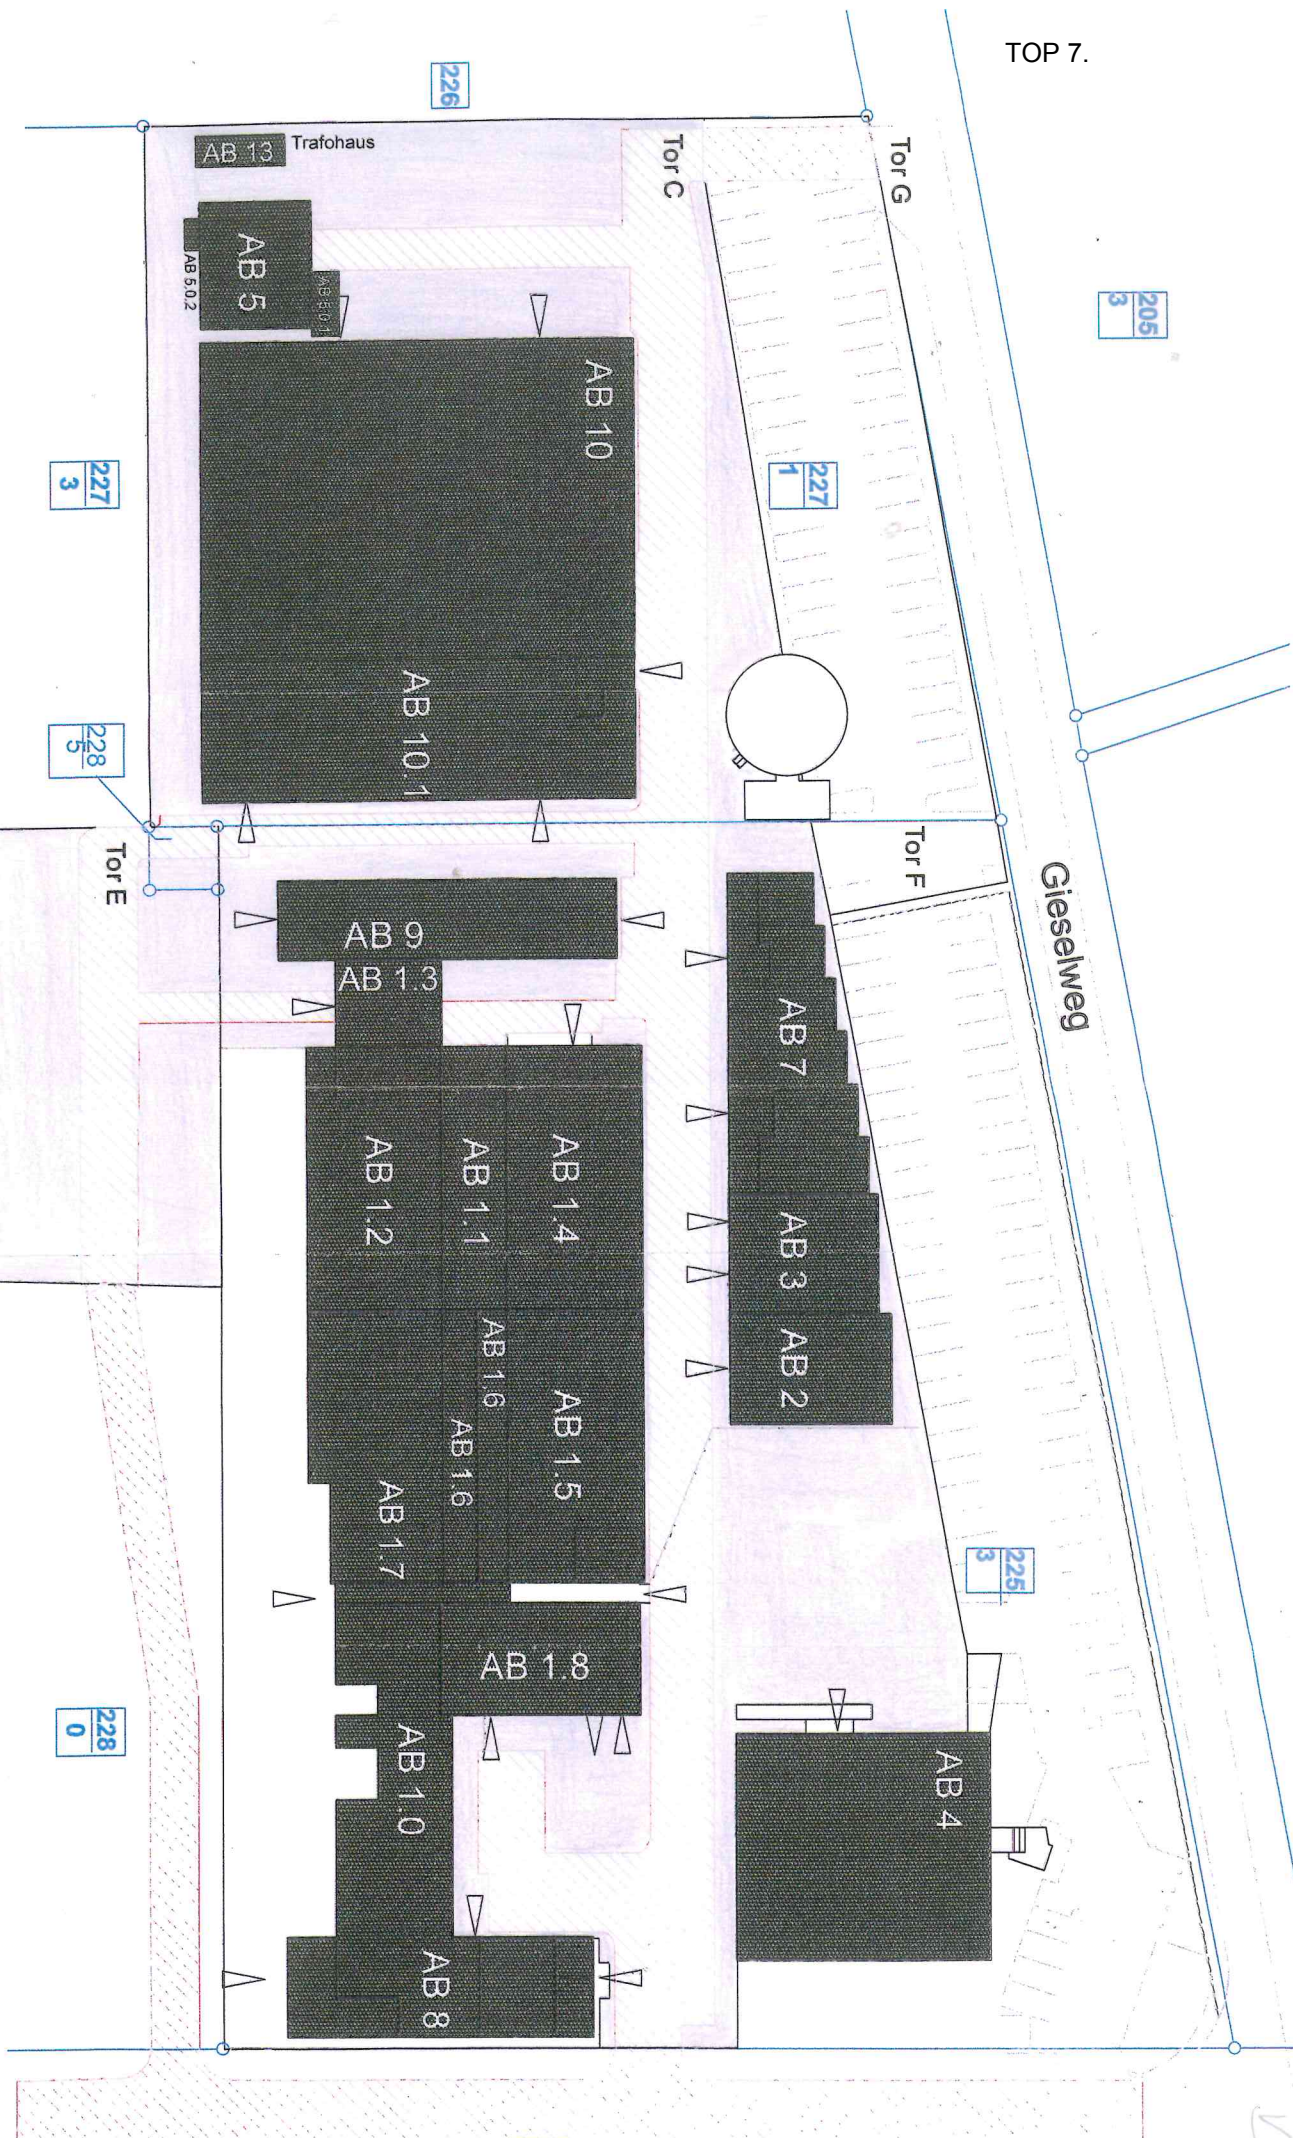 TOP 7.
226
Tor C
Tor G
AB 13
Trafohaus
AB 5
AB 5.0.2
AB 5.0.1
205
3
AB 10
227
3
227
1
AB 10.1
228
5
Tor E
Tor F
Gieselweg
AB 9
AB 1.3
AB 7
AB 1.2
AB 1.1
AB 1.4
AB 3
AB 2
AB 1.6
AB 1.6
AB 1.5
AB 1.7
225
3
AB 1.8
228
0
AB 1.0
AB 4
AB 8